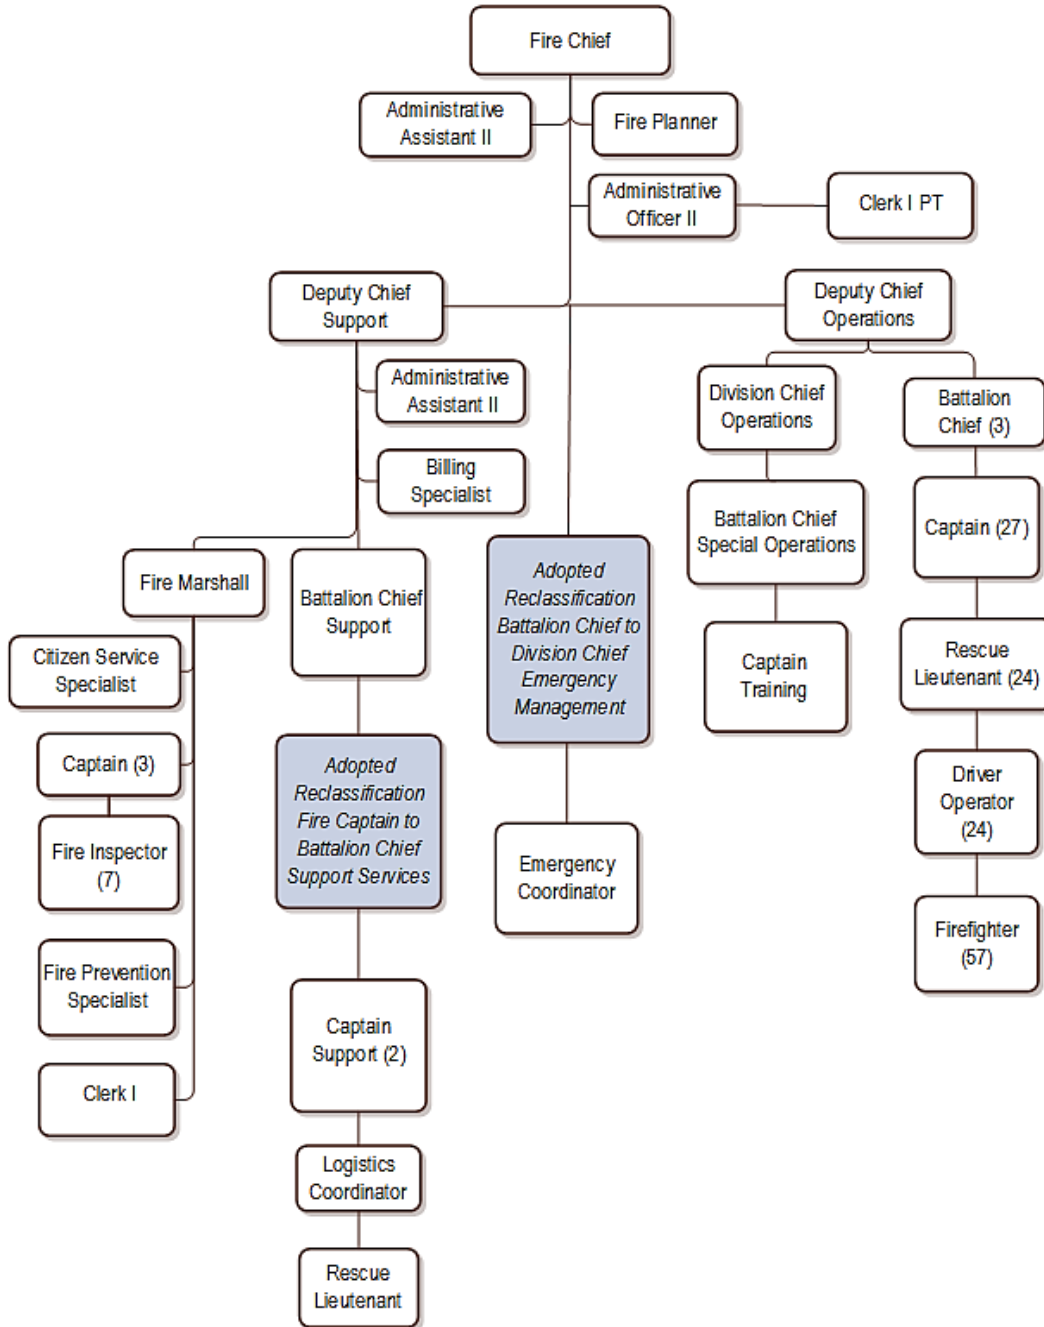 Fire Chief
Administrative
Assistant II
Fire Planner
Administrative
Officer II
Clerk I PT
Deputy Chief
Support
Deputy Chief
Operations
Administrative
Assistant II
Division Chief
Operations
Battalion
Chief (3)
Billing
Specialist
Battalion Chief
Special Operations
Captain (27)
Fire Marshall
Battalion Chief
Support
Adopted
Reclassification
Battalion Chief to
Division Chief
Emergency
Management
Captain
Training
Rescue
Lieutenant (24)
Citizen Service
Specialist
Captain (3)
Adopted
Reclassification
Fire Captain to
Battalion Chief
Support Services
Driver
Operator
(24)
Fire Inspector
(7)
Emergency
Coordinator
Firefighter
(57)
Fire Prevention
Specialist
Captain
Support (2)
Clerk I
Logistics
Coordinator
Rescue
Lieutenant